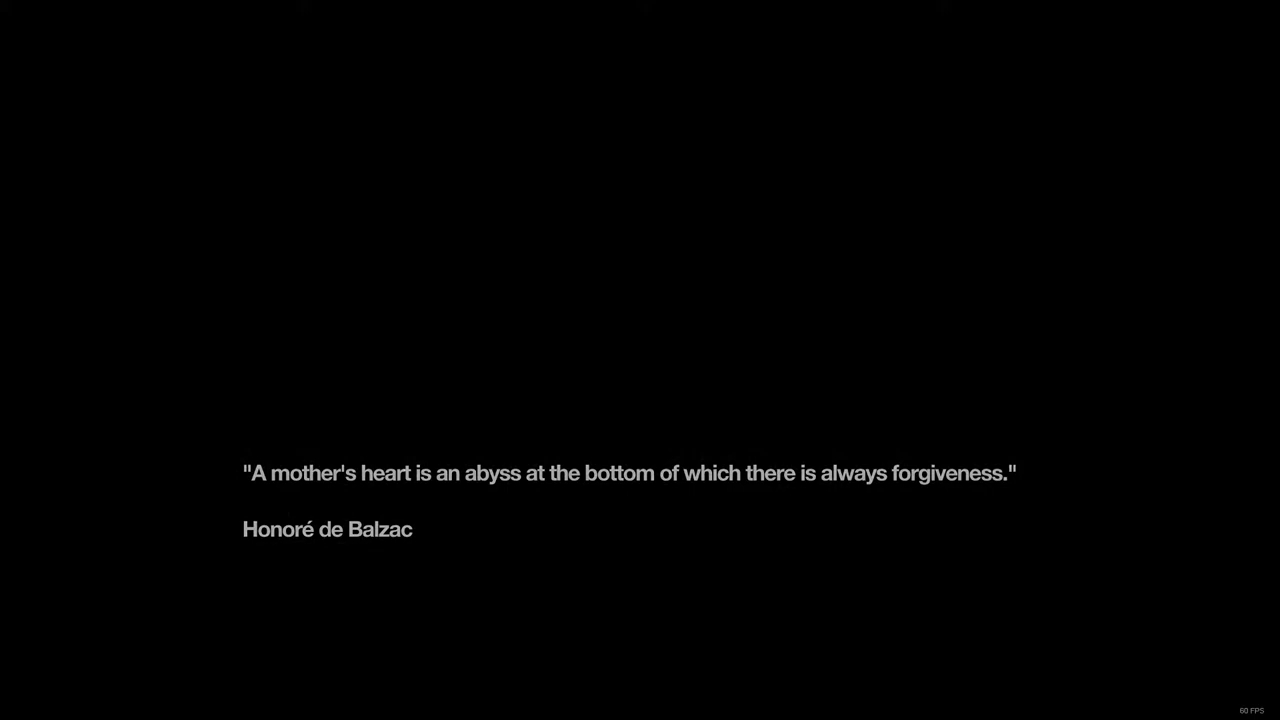 "A mother's heart is an abyss at the bottom of which there is always forgiveness."
Honoré de Balzac
60 FPS